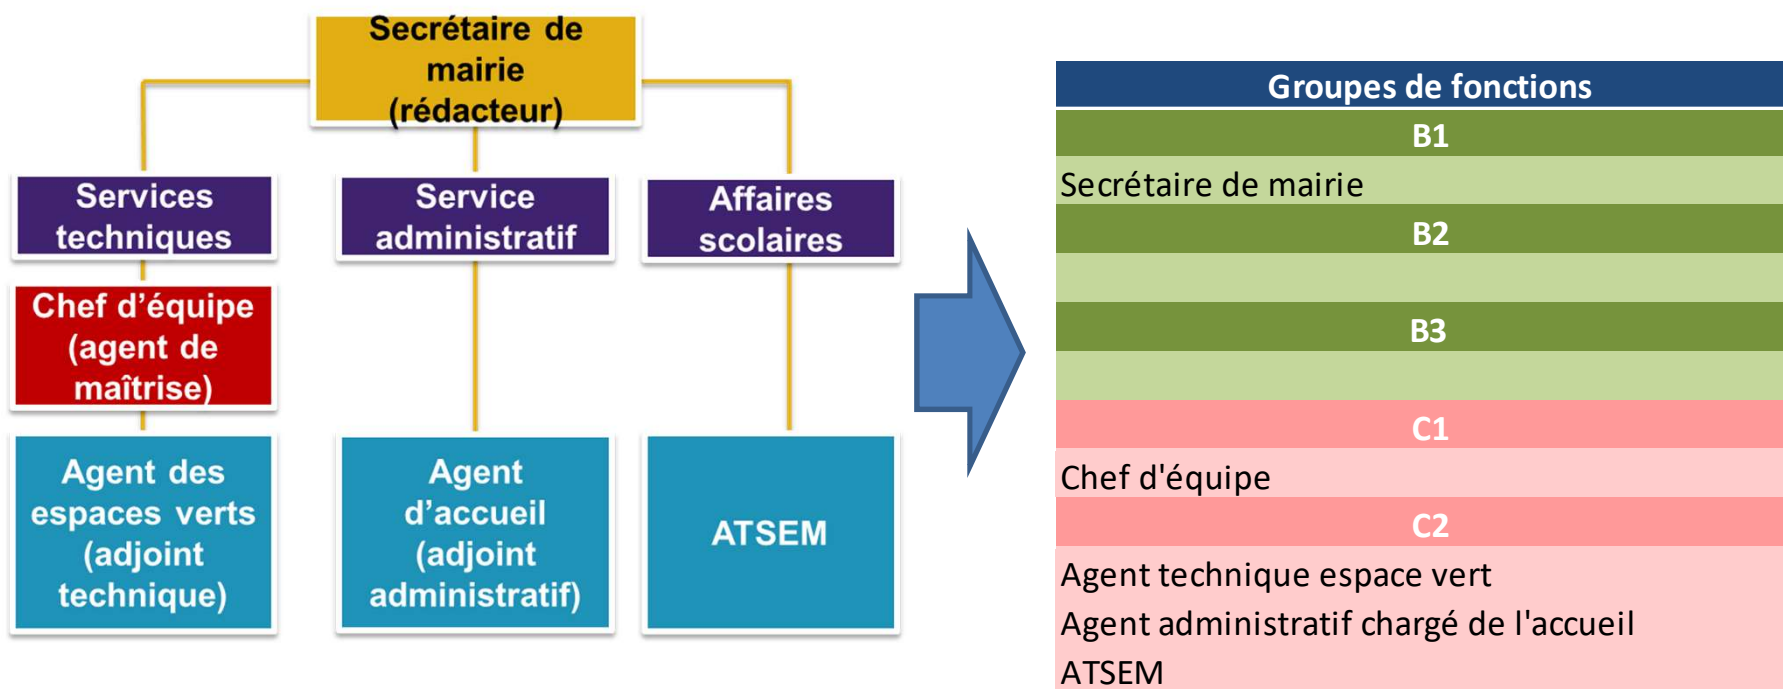 Secrétaire de
mairie
(rédacteur)
Services
techniques
Service
administratif
Affaires
scolaires
Chef d’équipe
(agent de
maîtrise)
Agent des
espaces verts
(adjoint
technique)
Agent
d’accueil
(adjoint
administratif)
ATSEM
Groupes de fonctions
B1
Secrétaire de mairie
B2
B3
C1
Chef d'équipe
C2
Agent technique espace vert
Agent administratif chargé de l'accueil
ATSEM